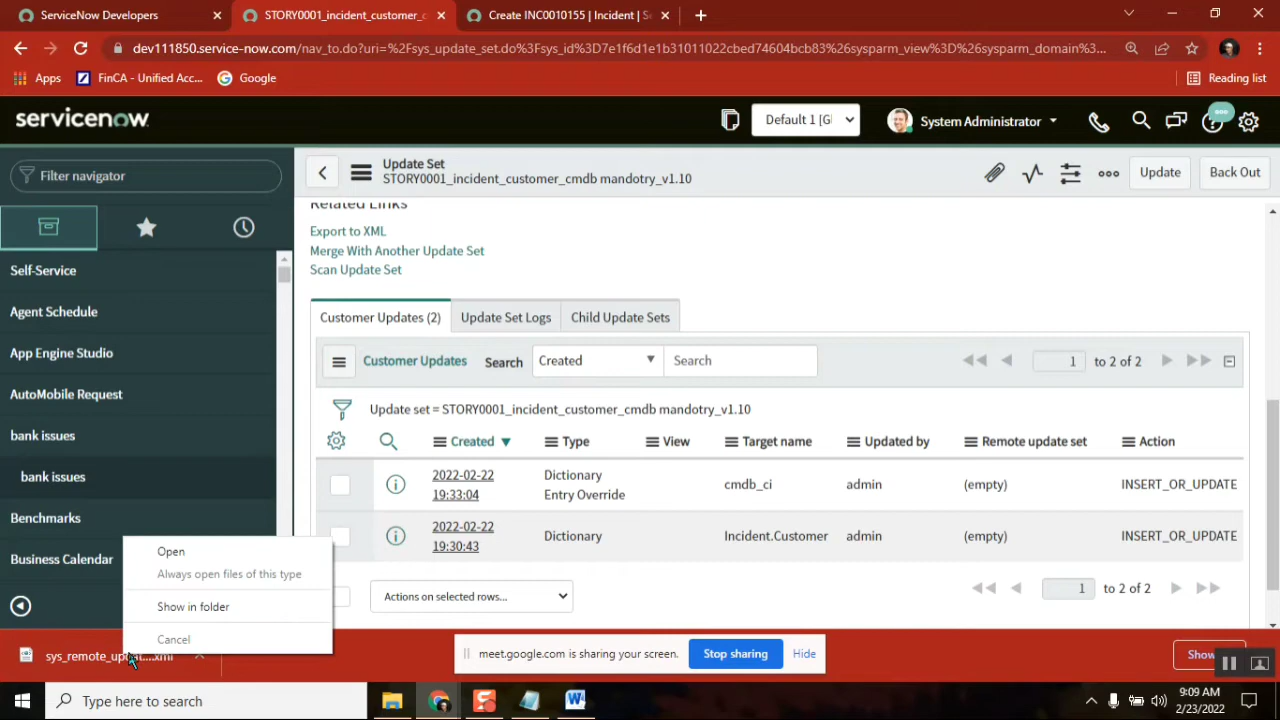 ServiceNow Developers
STORY0001_incident_customer_c
Create INC0010155 | Incident | Se
dev111850.service-now.com/nav_to.do?uri=%2Fsys_update_set.do%3Fsys_id%3D7e1f6d1e1b31011022cbed74604bcb83%26sysparm_view%3D%26sysparm_domain%3...
Apps
FinCA - Unified Acc...
Google
Reading list
servicenow
Default 1 [Gl
System Administrator
Filter navigator
Update Set
STORY0001_incident_customer_cmdb mandotry_v1.10
Update
Back Out
Self-Service
Agent Schedule
App Engine Studio
AutoMobile Request
bank issues
bank issues
Benchmarks
Business Calendar
Related Links
Export to XML
Merge With Another Update Set
Scan Update Set
Customer Updates (2)
Update Set Logs
Child Update Sets
Customer Updates
Search
Created
Search
1
to 2 of 2
Update set = STORY0001_incident_customer_cmdb mandotry_v1.10
Created
Type
View
Target name
Updated by
Remote update set
Action
2022-02-22
19:33:04
Dictionary
Entry Override
cmdb_ci
admin
(empty)
INSERT_OR_UPDATE
2022-02-22
19:30:43
Dictionary
Incident.Customer
admin
(empty)
INSERT_OR_UPDATE
Actions on selected rows...
1
to 2 of 2
Open
Always open files of this type
Show in folder
Cancel
meet.google.com is sharing your screen.
Stop sharing
Hide
Show
Type here to search
9:09 AM
2/23/2022